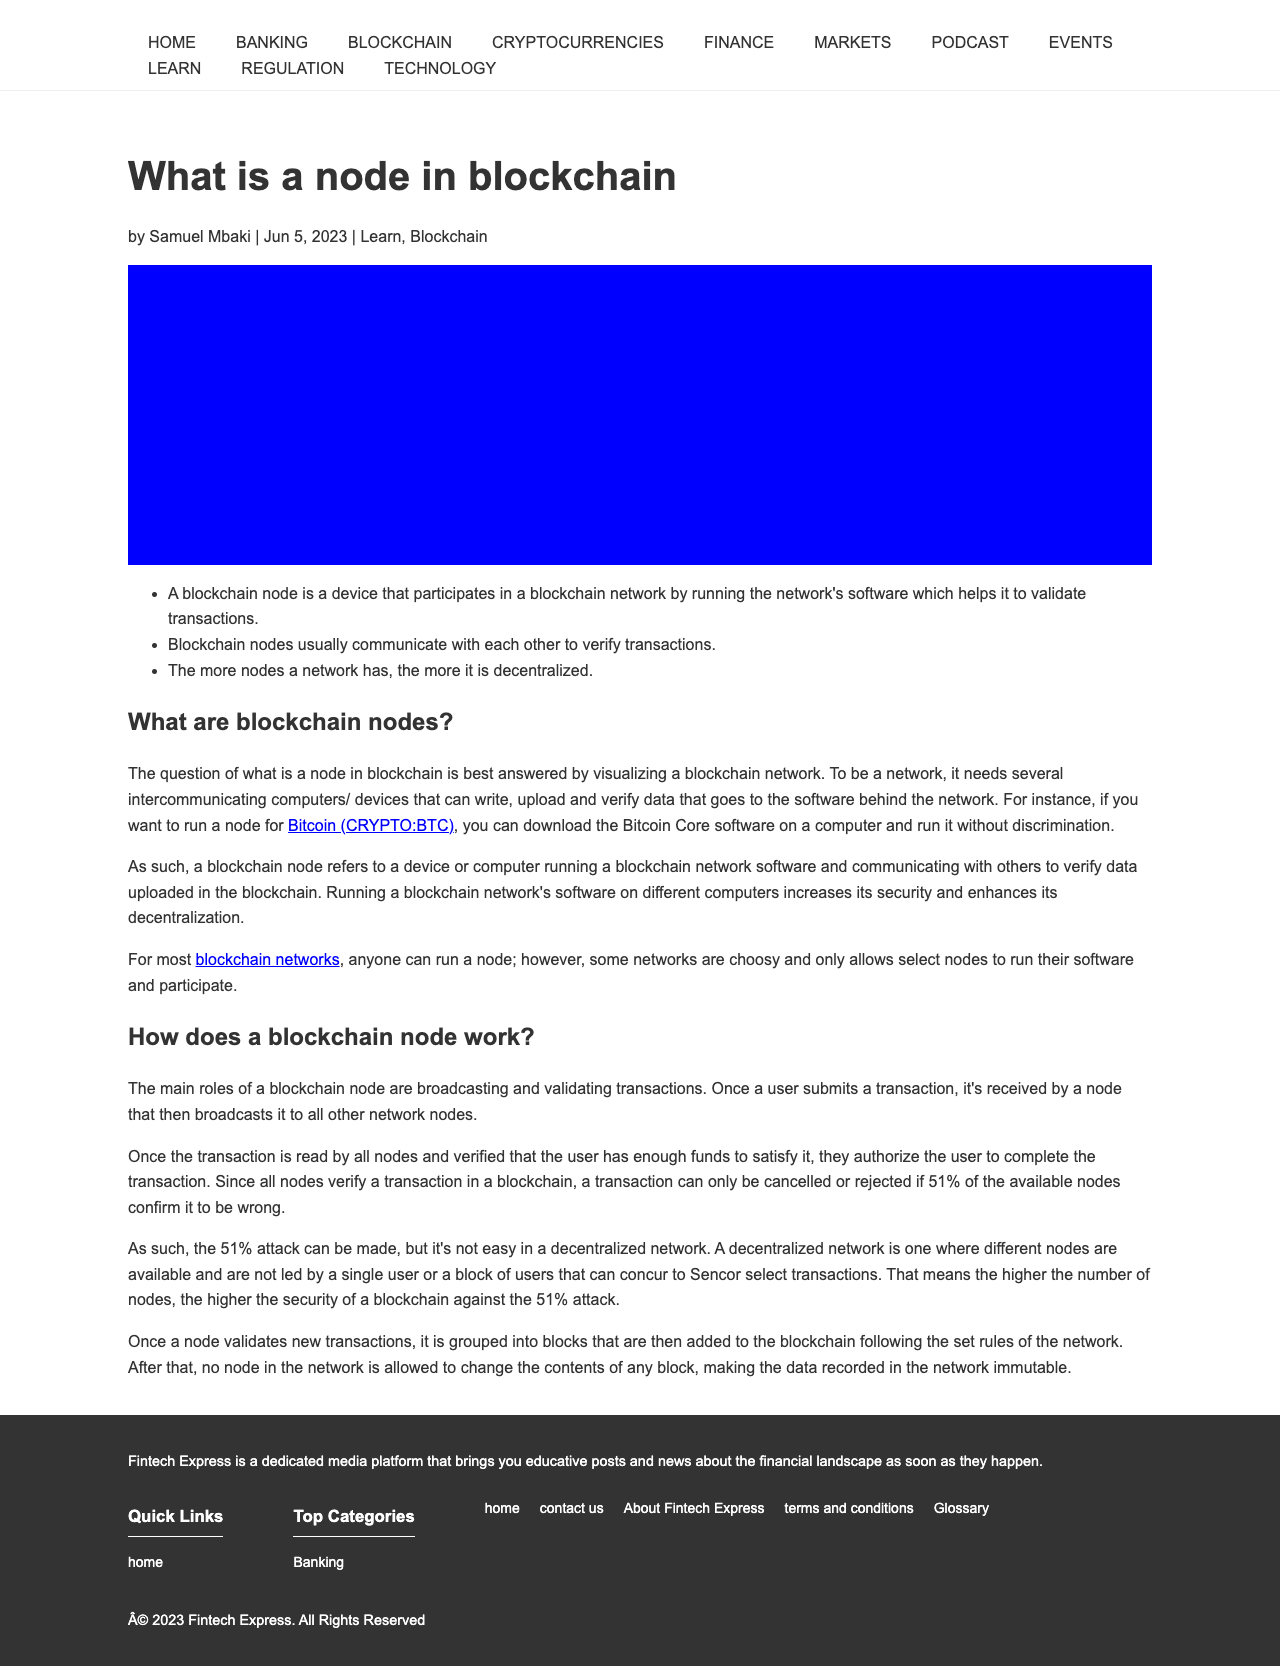 HOME BANKING BLOCKCHAIN CRYPTOCURRENCIES FINANCE MARKETS PODCAST EVENTS
LEARN REGULATION TECHNOLOGY
What is a node in blockchain
by Samuel Mbaki | Jun 5, 2023 | Learn, Blockchain
• A blockchain node is a device that participates in a blockchain network by running the network's software which helps it to validate
transactions.
• Blockchain nodes usually communicate with each other to verify transactions.
• The more nodes a network has, the more it is decentralized.
What are blockchain nodes?
The question of what is a node in blockchain is best answered by visualizing a blockchain network. To be a network, it needs several
intercommunicating computers/ devices that can write, upload and verify data that goes to the software behind the network. For instance, if you
want to run a node for Bitcoin (CRYPTO:BTC), you can download the Bitcoin Core software on a computer and run it without discrimination.
As such, a blockchain node refers to a device or computer running a blockchain network software and communicating with others to verify data
uploaded in the blockchain. Running a blockchain network's software on different computers increases its security and enhances its
decentralization.
For most blockchain networks, anyone can run a node; however, some networks are choosy and only allows select nodes to run their software
and participate.
How does a blockchain node work?
The main roles of a blockchain node are broadcasting and validating transactions. Once a user submits a transaction, it's received by a node
that then broadcasts it to all other network nodes.
Once the transaction is read by all nodes and verified that the user has enough funds to satisfy it, they authorize the user to complete the
transaction. Since all nodes verify a transaction in a blockchain, a transaction can only be cancelled or rejected if 51% of the available nodes
confirm it to be wrong.
As such, the 51% attack can be made, but it's not easy in a decentralized network. A decentralized network is one where different nodes are
available and are not led by a single user or a block of users that can concur to Sencor select transactions. That means the higher the number of
nodes, the higher the security of a blockchain against the 51% attack.
Once a node validates new transactions, it is grouped into blocks that are then added to the blockchain following the set rules of the network.
After that, no node in the network is allowed to change the contents of any block, making the data recorded in the network immutable.
Fintech Express is a dedicated media platform that brings you educative posts and news about the financial landscape as soon as they happen.
Quick Links
home
Top Categories
Banking
home contact us About Fintech Express terms and conditions Glossary
Â© 2023 Fintech Express. All Rights Reserved